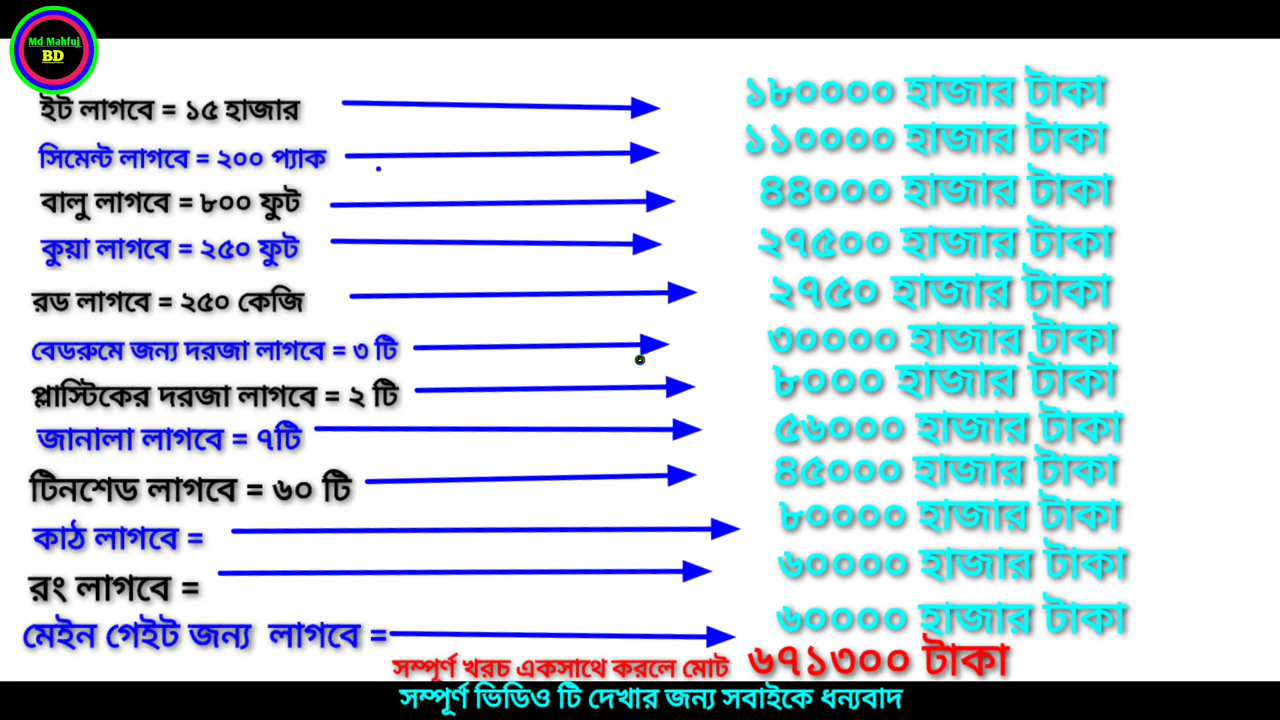 Md Mahfuj
BD
ইট লাগবে = ১৫ হাজার ১৮০০০০ হাজার টাকা
সিমেন্ট লাগবে = ২০০ প্যাক ১১০০০০ হাজার টাকা
বালু লাগবে = ৮০০ ফুট ৪৪০০০ হাজার টাকা
কুয়া লাগবে = ২৫০ ফুট ২৭৫০০ হাজার টাকা
রড লাগবে = ২৫০ কেজি ২৭৫০ হাজার টাকা
বেডরুমে জন্য দরজা লাগবে = ৩ টি ৩০০০০ হাজার টাকা
প্লাস্টিকের দরজা লাগবে = ২ টি ৮০০০ হাজার টাকা
জানালা লাগবে = ৭টি ৫৬০০০ হাজার টাকা
টিনশেড লাগবে = ৬০ টি ৪৫০০০ হাজার টাকা
কাঠ লাগবে = ৮০০০০ হাজার টাকা
রং লাগবে = ৬০০০০ হাজার টাকা
মেইন গেইট জন্য লাগবে = ৬০০০০ হাজার টাকা
সম্পূর্ণ খরচ একসাথে করলে মোট ৬৭১৩০০ টাকা
সম্পূর্ণ ভিডিও টি দেখার জন্য সবাইকে ধন্যবাদ